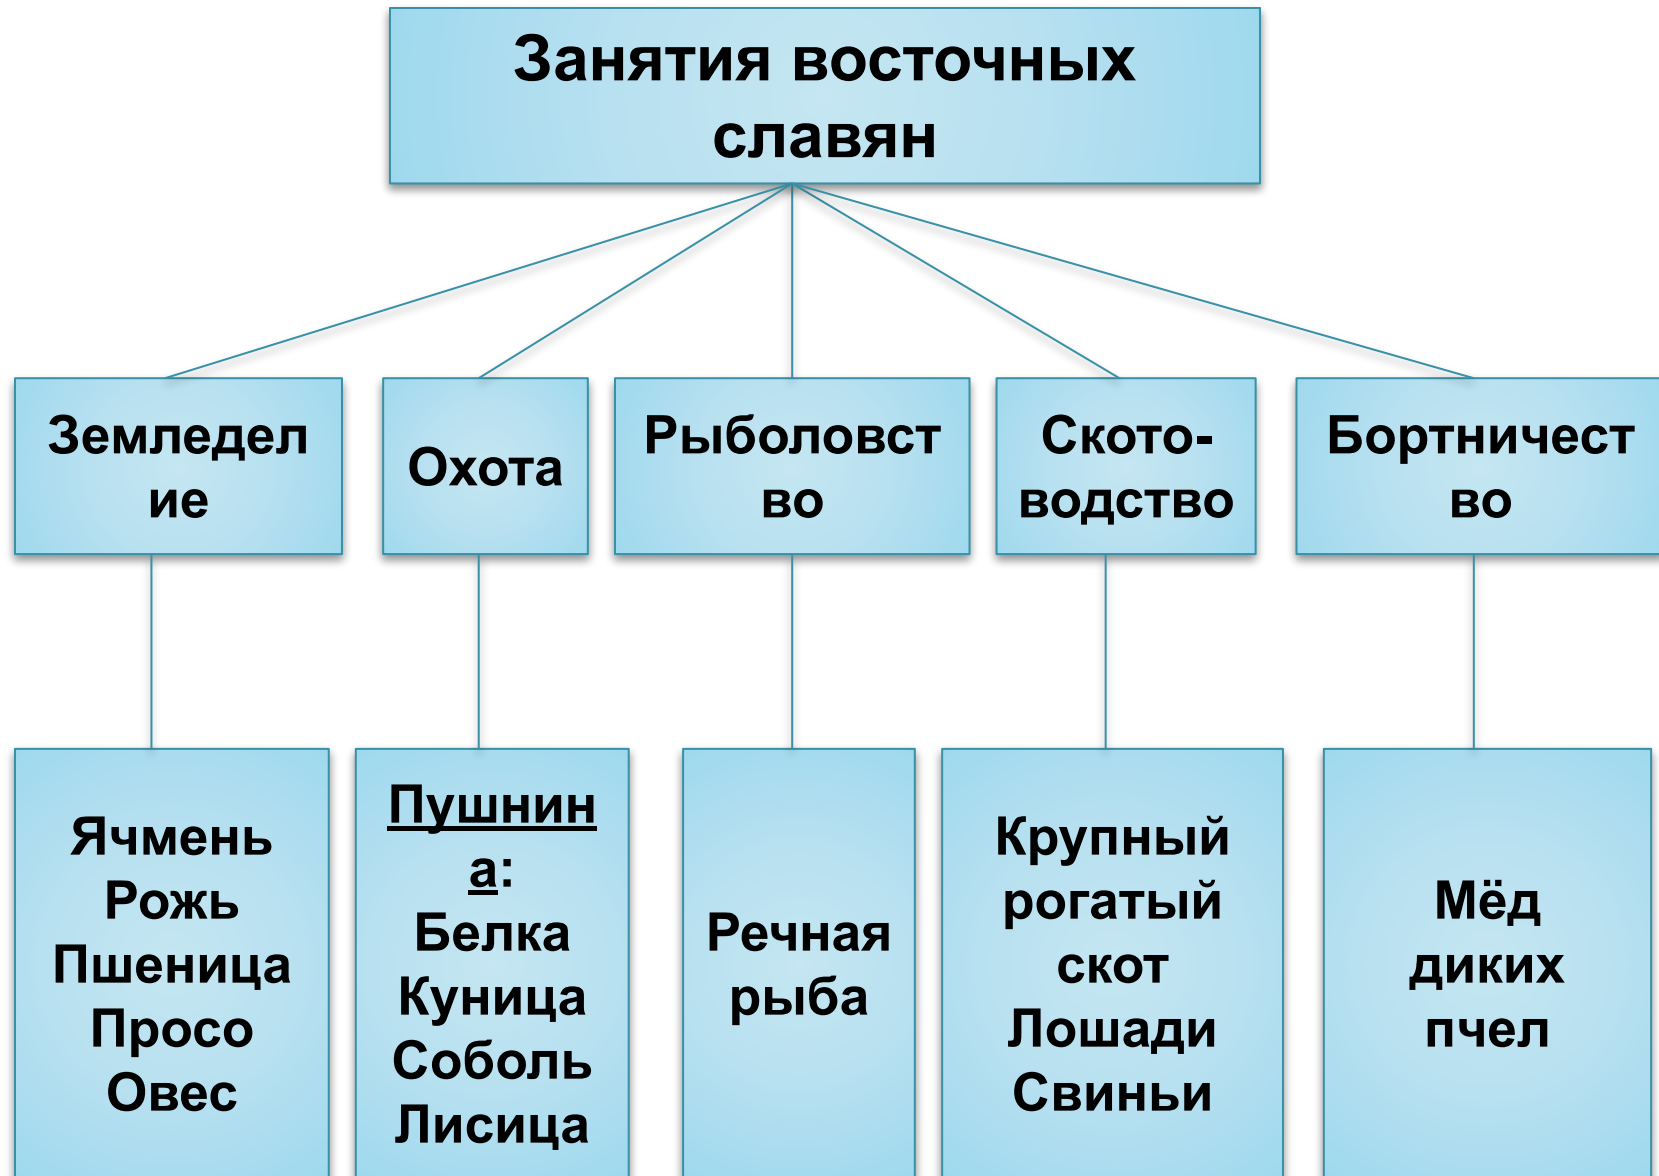 Занятия восточных
славян
Земледел
ие
Охота
Рыболовст
во
Ското-
водство
Бортничест
во
Ячмень
Рожь
Пшеница
Просо
Овес
Пушнин
а:
Белка
Куница
Соболь
Лисица
Речная
рыба
Крупный
рогатый
скот
Лошади
Свиньи
Мёд
диких
пчел